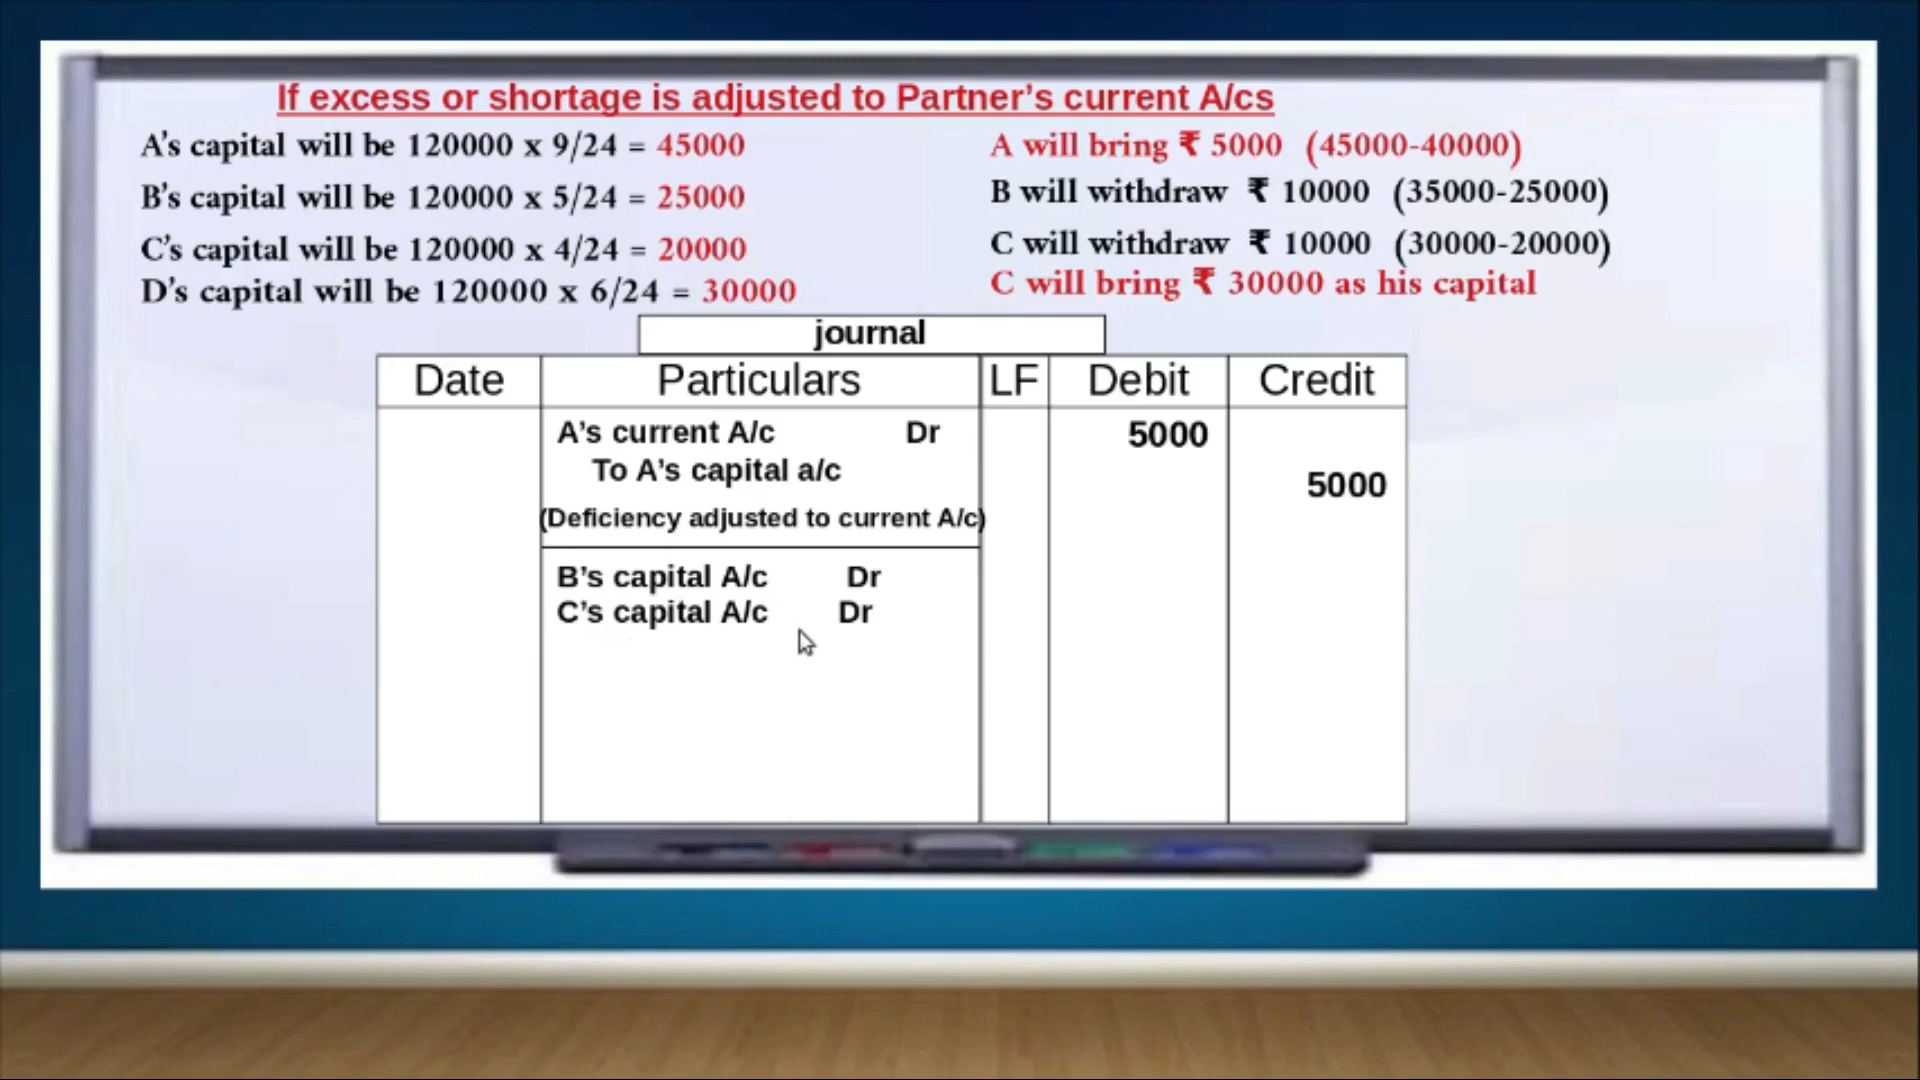 If excess or shortage is adjusted to Partner’s current A/cs
A’s capital will be 120000 x 9/24 = 45000
B’s capital will be 120000 x 5/24 = 25000
C’s capital will be 120000 x 4/24 = 20000
D’s capital will be 120000 x 6/24 = 30000
A will bring ₹ 5000 (45000-40000)
B will withdraw ₹ 10000 (35000-25000)
C will withdraw ₹ 10000 (30000-20000)
C will bring ₹ 30000 as his capital
journal
Date Particulars LF Debit Credit
A’s current A/c Dr 5000
To A’s capital a/c 5000
(Deficiency adjusted to current A/c)
B’s capital A/c Dr
C’s capital A/c Dr